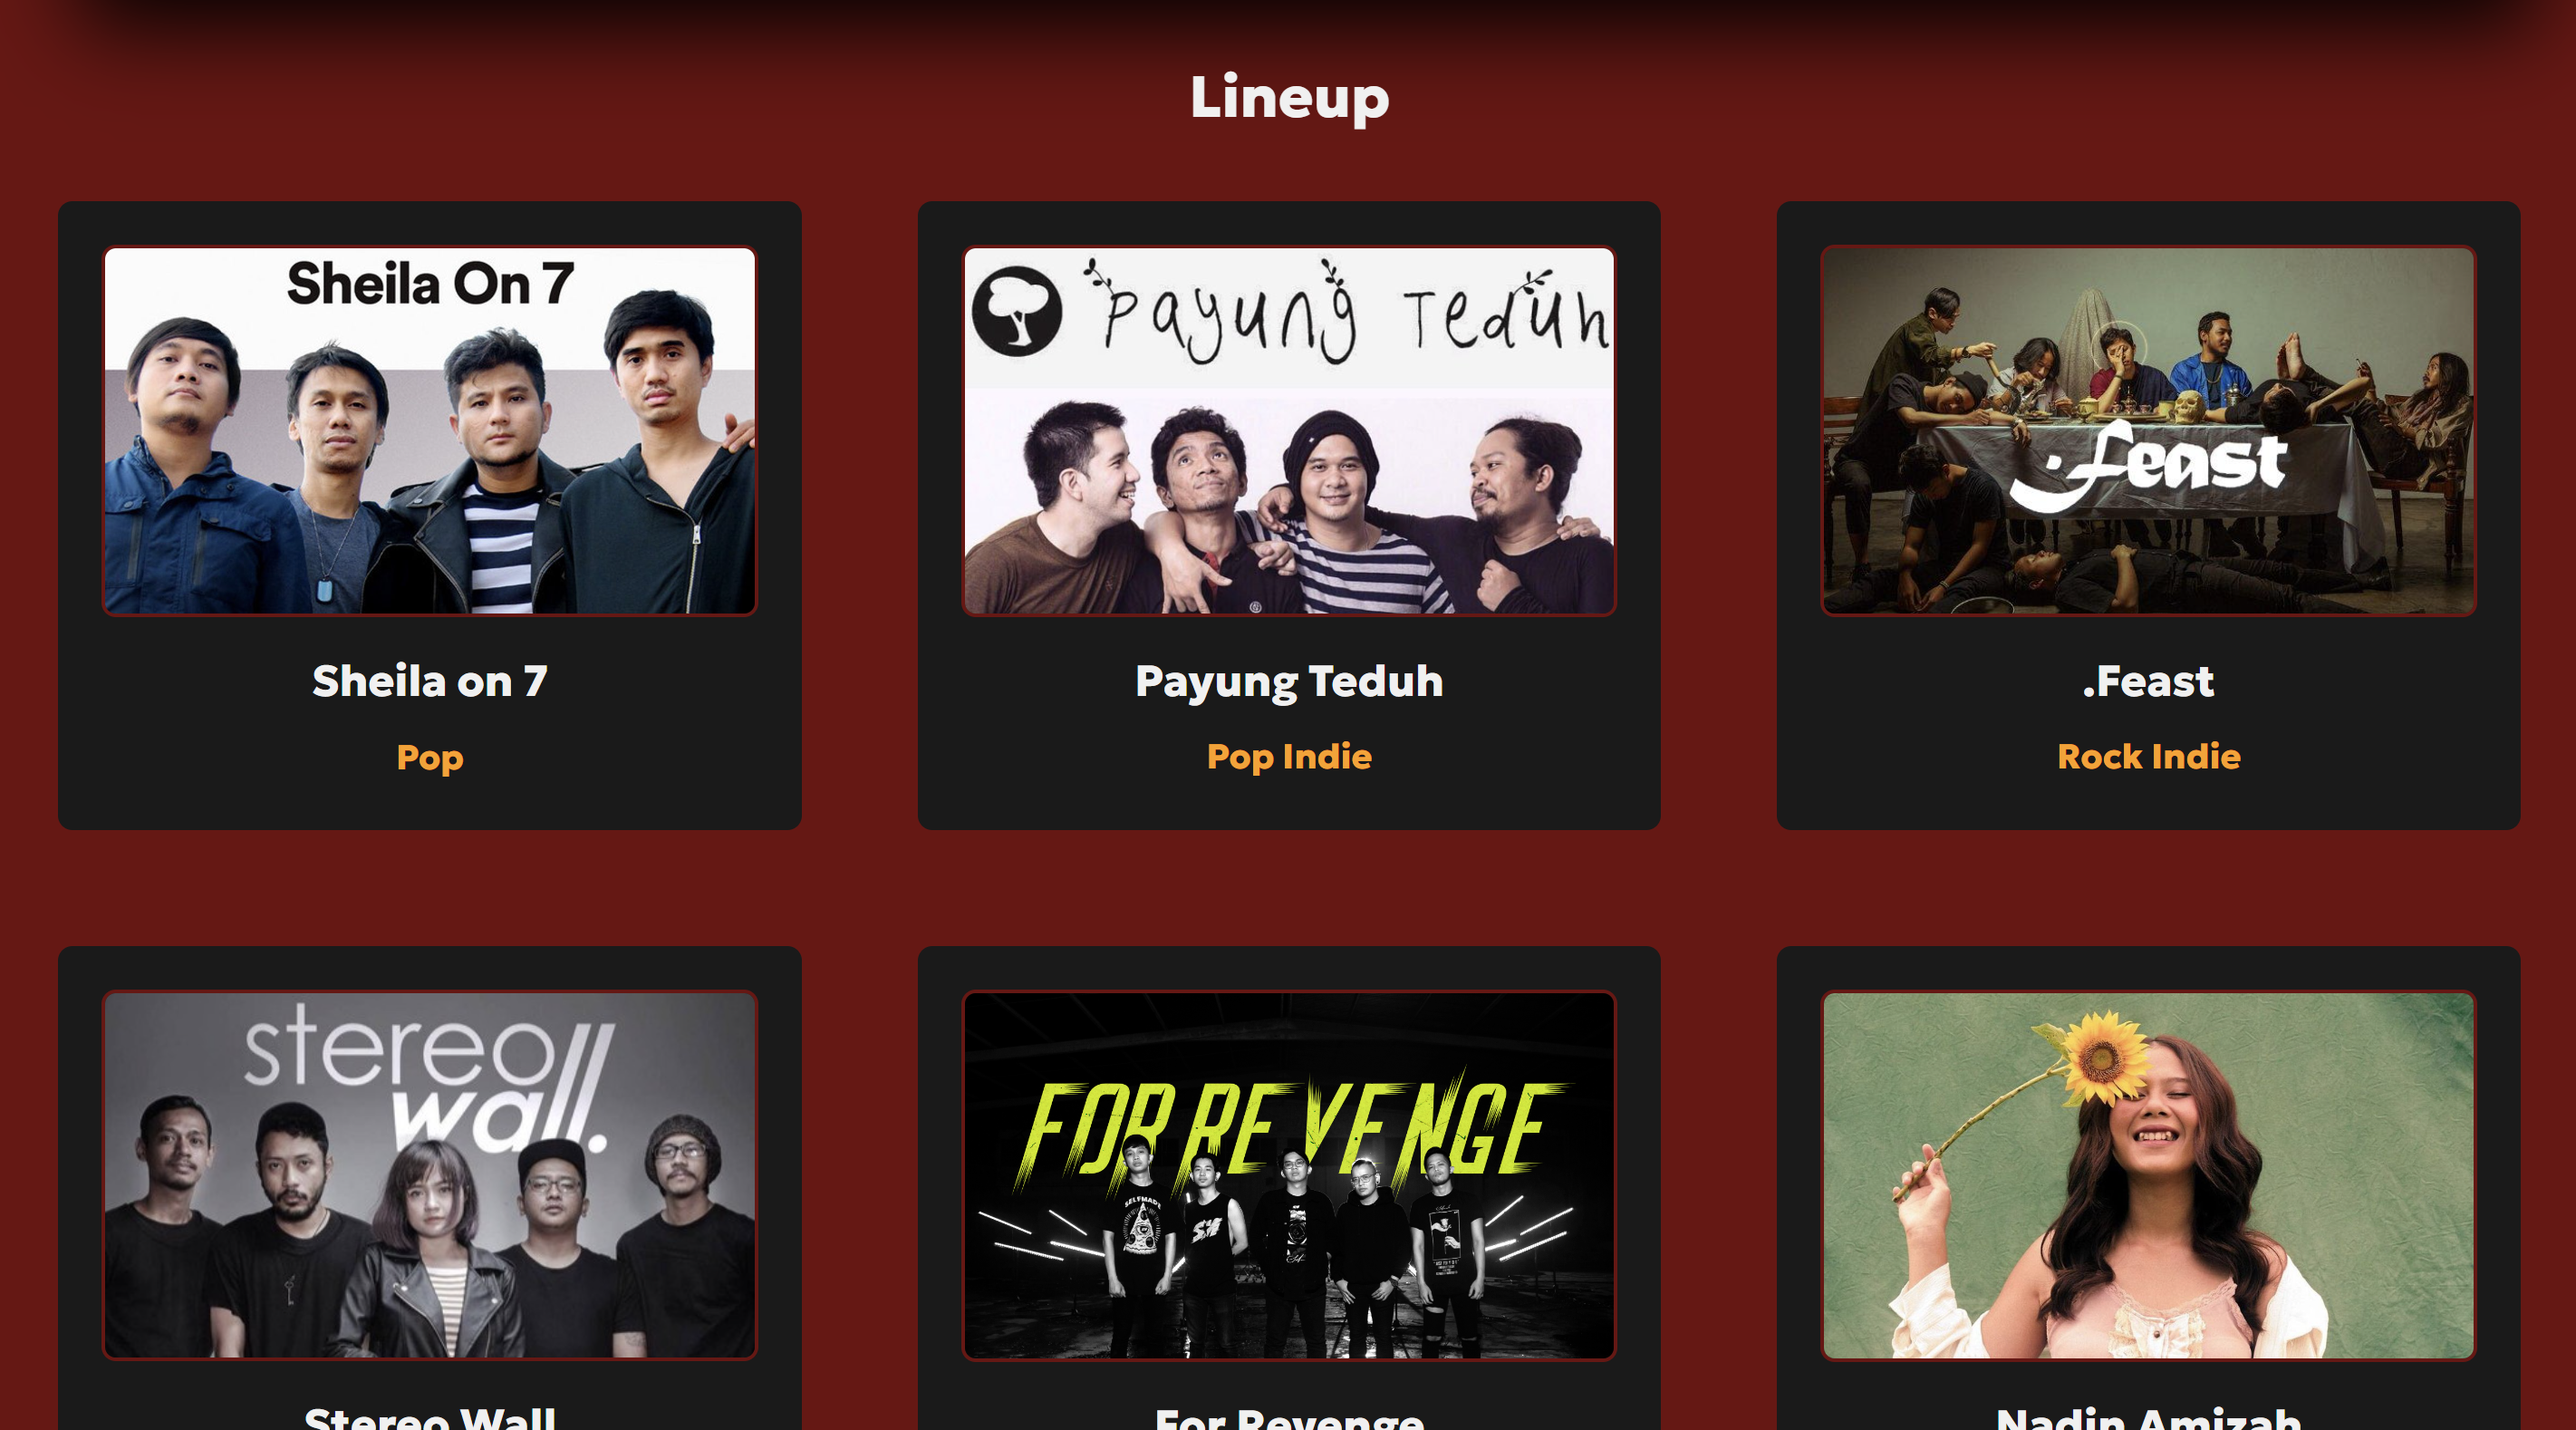 Lineup
Sheila On 7
Payung Teduh
.feast
Sheila on 7
Payung Teduh
.Feast
Pop
Pop Indie
Rock Indie
stereo
wall.
FOR REVENGE
SELFMADE
Stereo Wall
For Revenge
Nadin Amizah